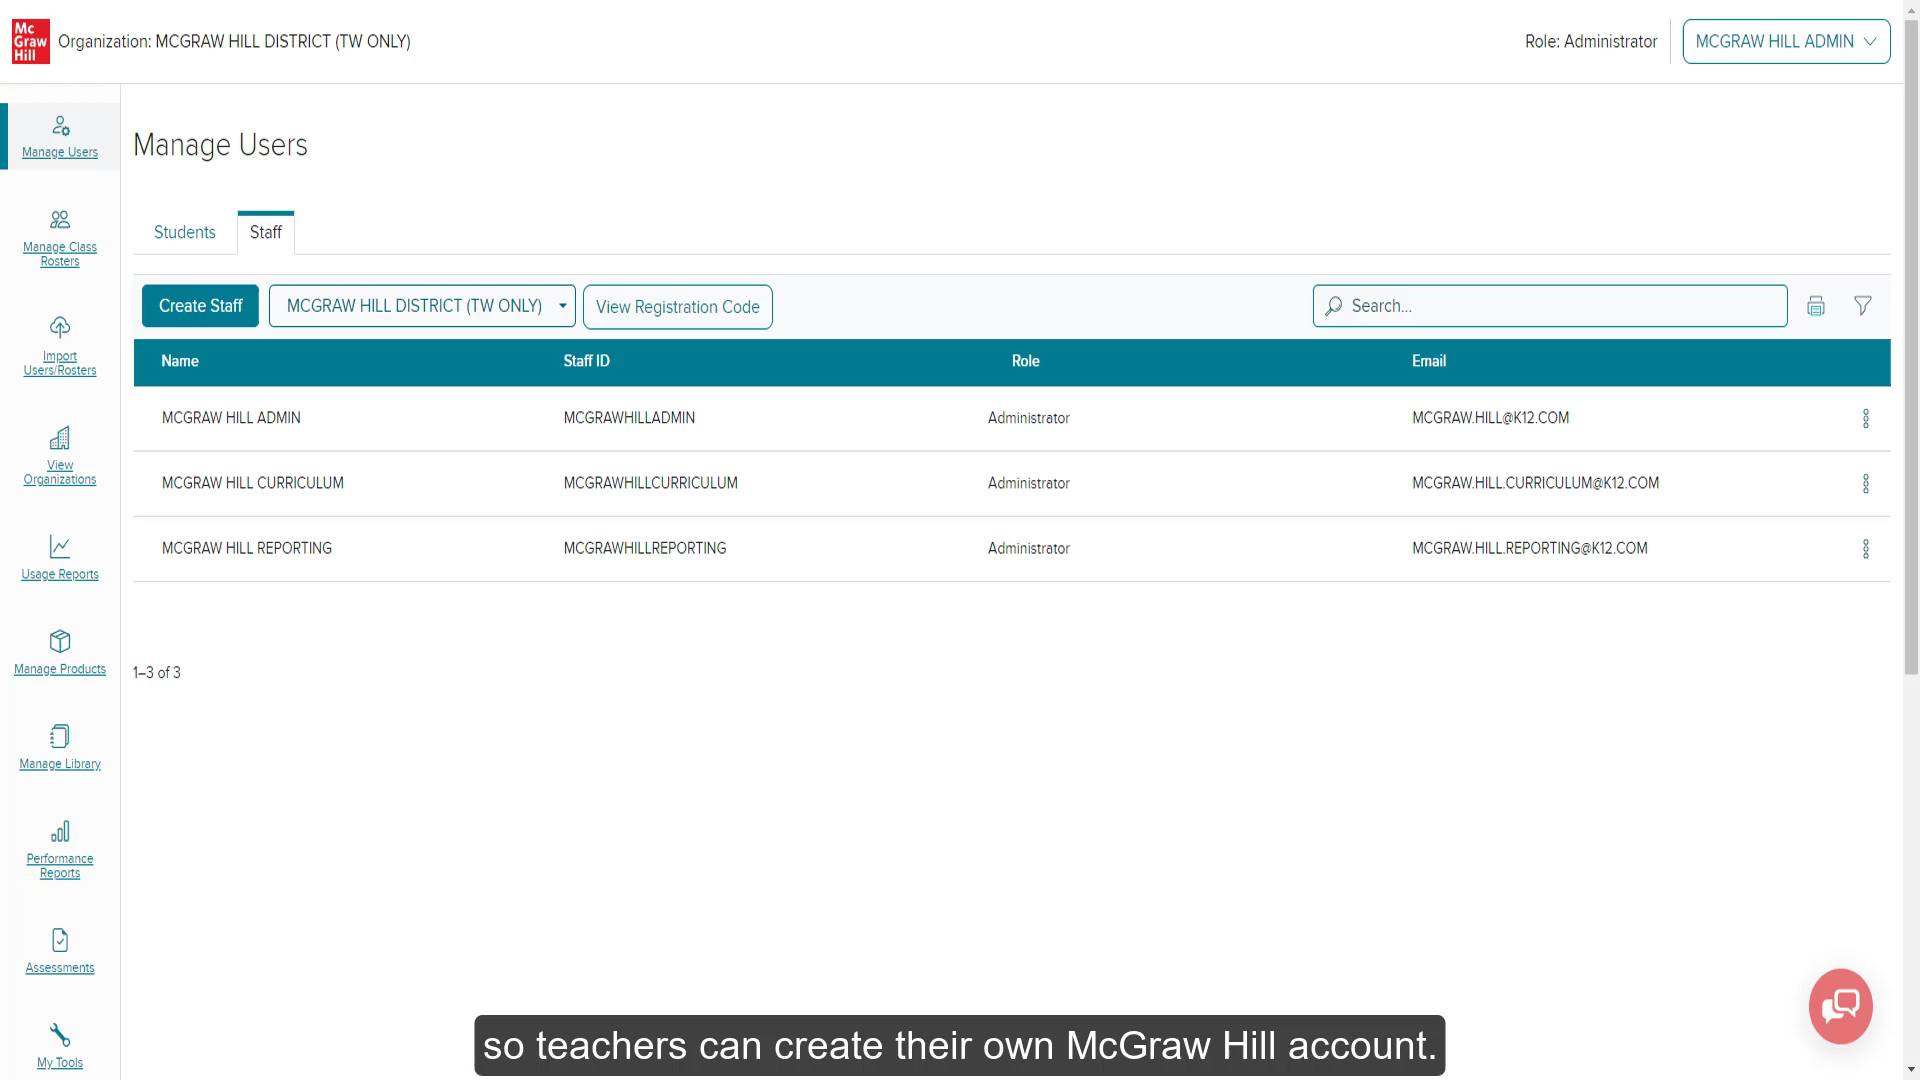 Mc
Graw
Hill
Organization: MCGRAW HILL DISTRICT (TW ONLY)
Role: Administrator
MCGRAW HILL ADMIN
Manage Users
Manage Class
Rosters
Import
Users/Rosters
View
Organizations
Usage Reports
Manage Products
Manage Library
Performance
Reports
Assessments
My Tools
Manage Users
Students
Staff
Create Staff
MCGRAW HILL DISTRICT (TW ONLY)
View Registration Code
Search...
Name Staff ID Role Email
MCGRAW HILL ADMIN MCGRAWHILLADMIN Administrator MCGRAW.HILL@K12.COM
MCGRAW HILL CURRICULUM MCGRAWHILLCURRICULUM Administrator MCGRAW.HILL.CURRICULUM@K12.COM
MCGRAW HILL REPORTING MCGRAWHILLREPORTING Administrator MCGRAW.HILL.REPORTING@K12.COM
1–3 of 3
so teachers can create their own McGraw Hill account.